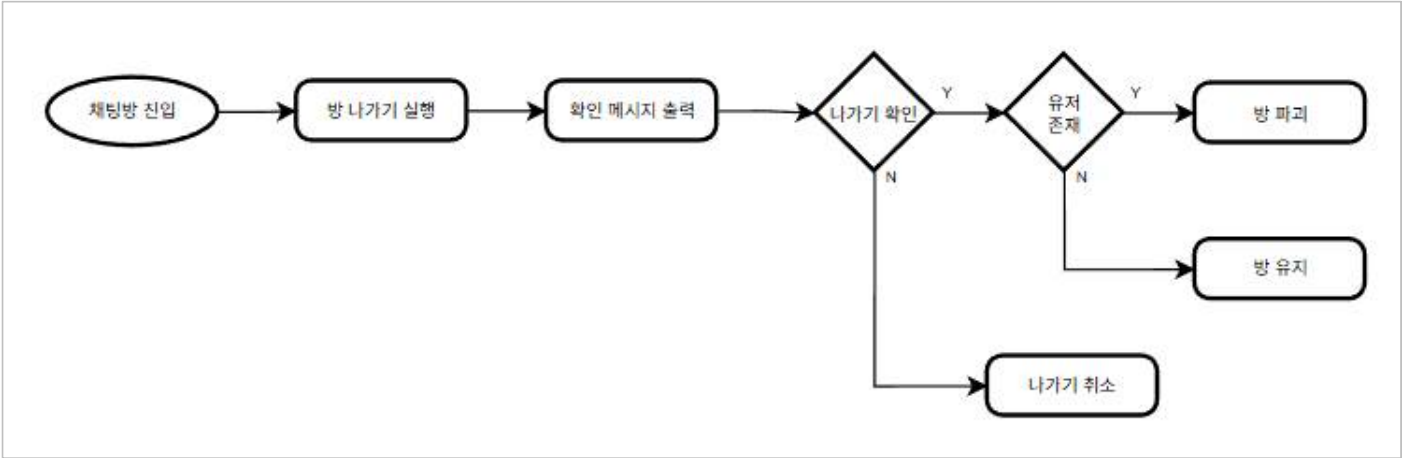 채팅방 진입
방 나가기 실행
확인 메시지 출력
나가기 확인
Y
유저
존재
Y
방 파괴
N
N
방 유지
나가기 취소